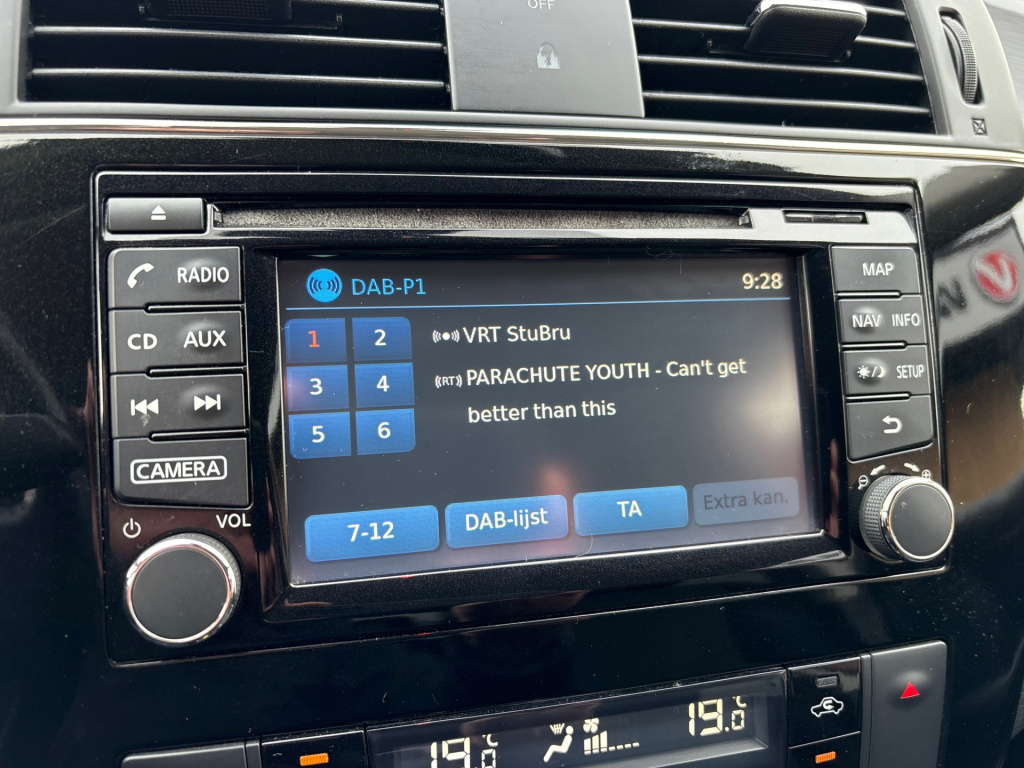 OFF
RADIO
CD AUX
CAMERA
VOL
DAB-P1
9:28
1 2
3 4
5 6
VRT StuBru
(RT) PARACHUTE YOUTH - Can't get
better than this
7-12
DAB-lijst
TA
Extra kan.
MAP
NAV INFO
SETUP
19.0 °C
19.0 °C